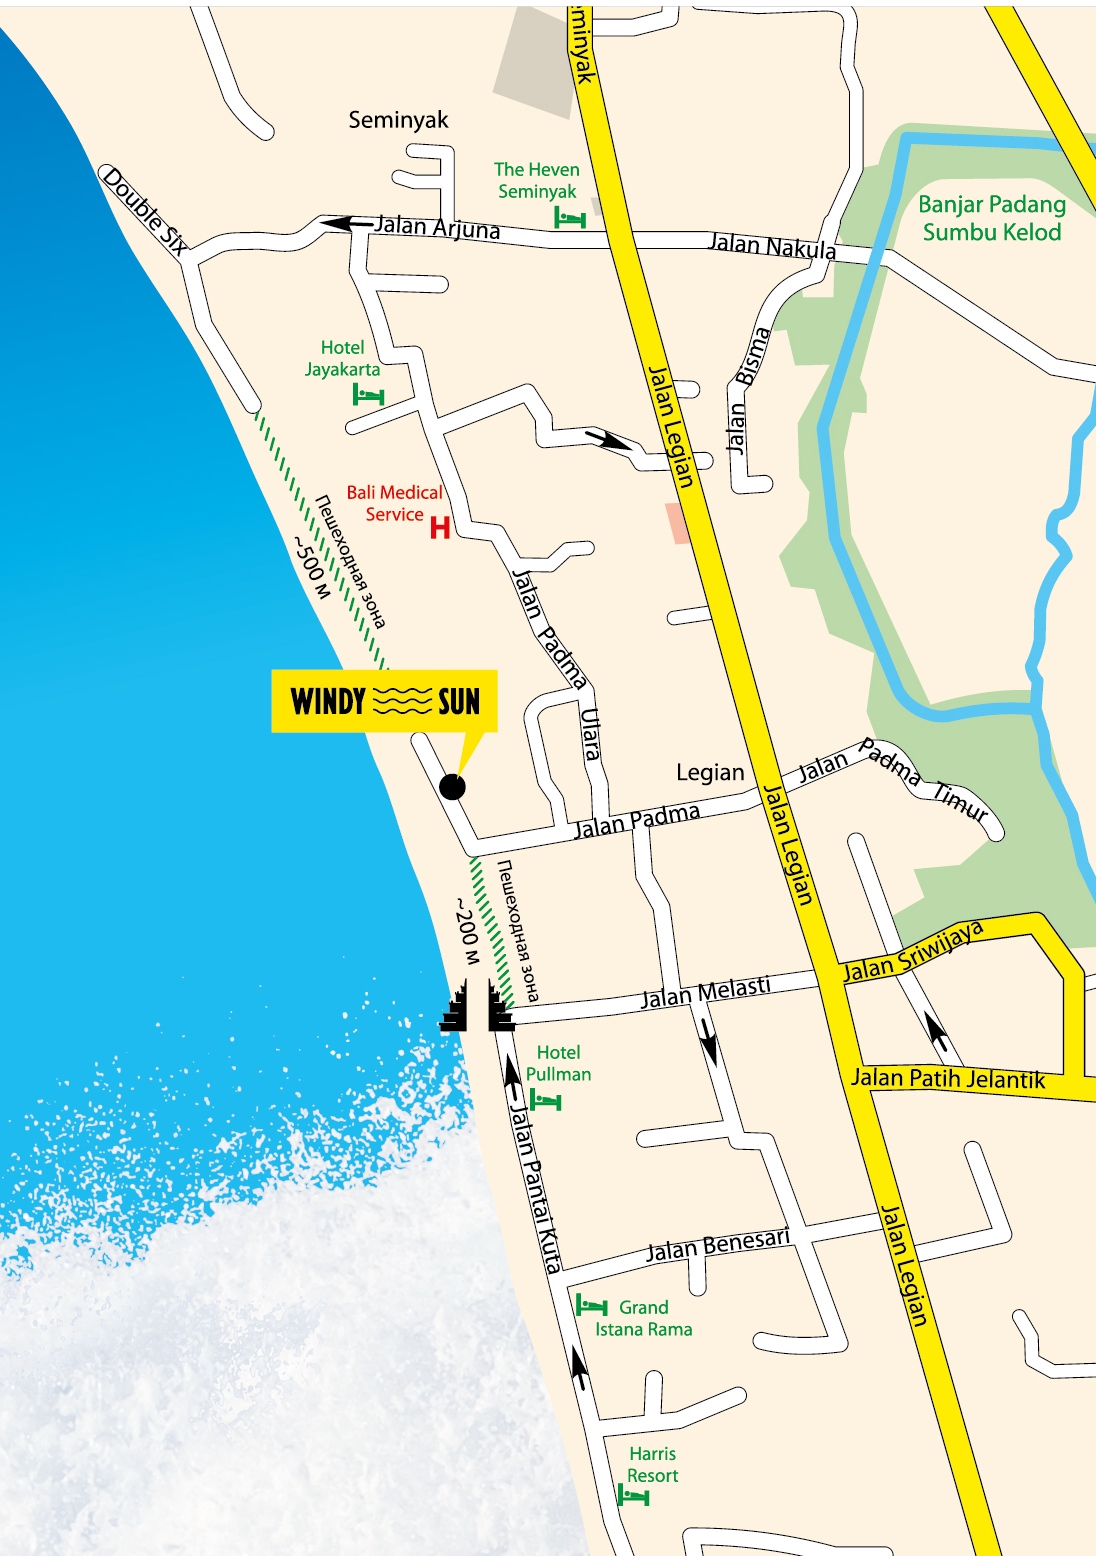 eminyak
Seminyak
The Heven
Seminyak
Banjar Padang
Sumbu Kelod
Double Six
Jalan Arjuna
Jalan Nakula
Jalan Bisma
Hotel
Jayakarta
Jalan Legian
Bali Medical
Service
H
Пешеходная зона
~500 м
Jalan Padma Ulara
WINDY SUN
Legian
Jalan Padma Timur
Jalan Padma
Jalan Legian
Пешеходная зона
~200 м
Jalan Sriwijaya
Jalan Melasti
Hotel
Pullman
Jalan Patih Jelantik
Jalan Pantai Kuta
Jalan Benesari
Jalan Legian
Grand
Istana Rama
Harris
Resort